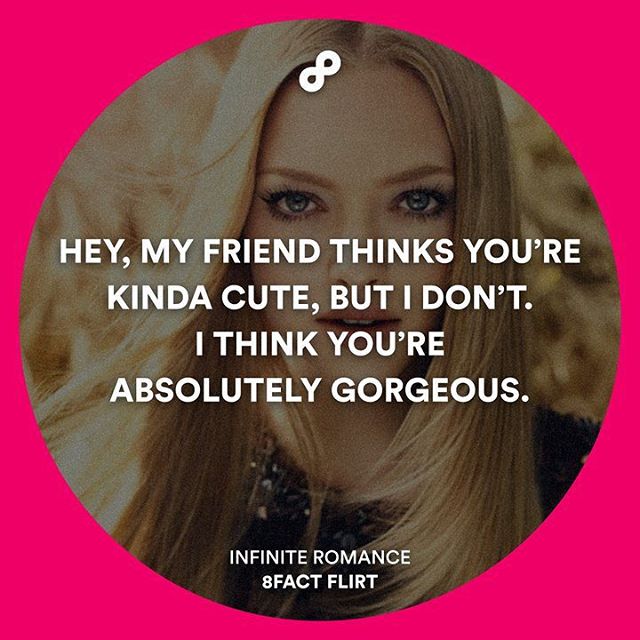 HEY, MY FRIEND THINKS YOU’RE
KINDA CUTE, BUT I DON’T.
I THINK YOU’RE
ABSOLUTELY GORGEOUS.
INFINITE ROMANCE
8FACT FLIRT